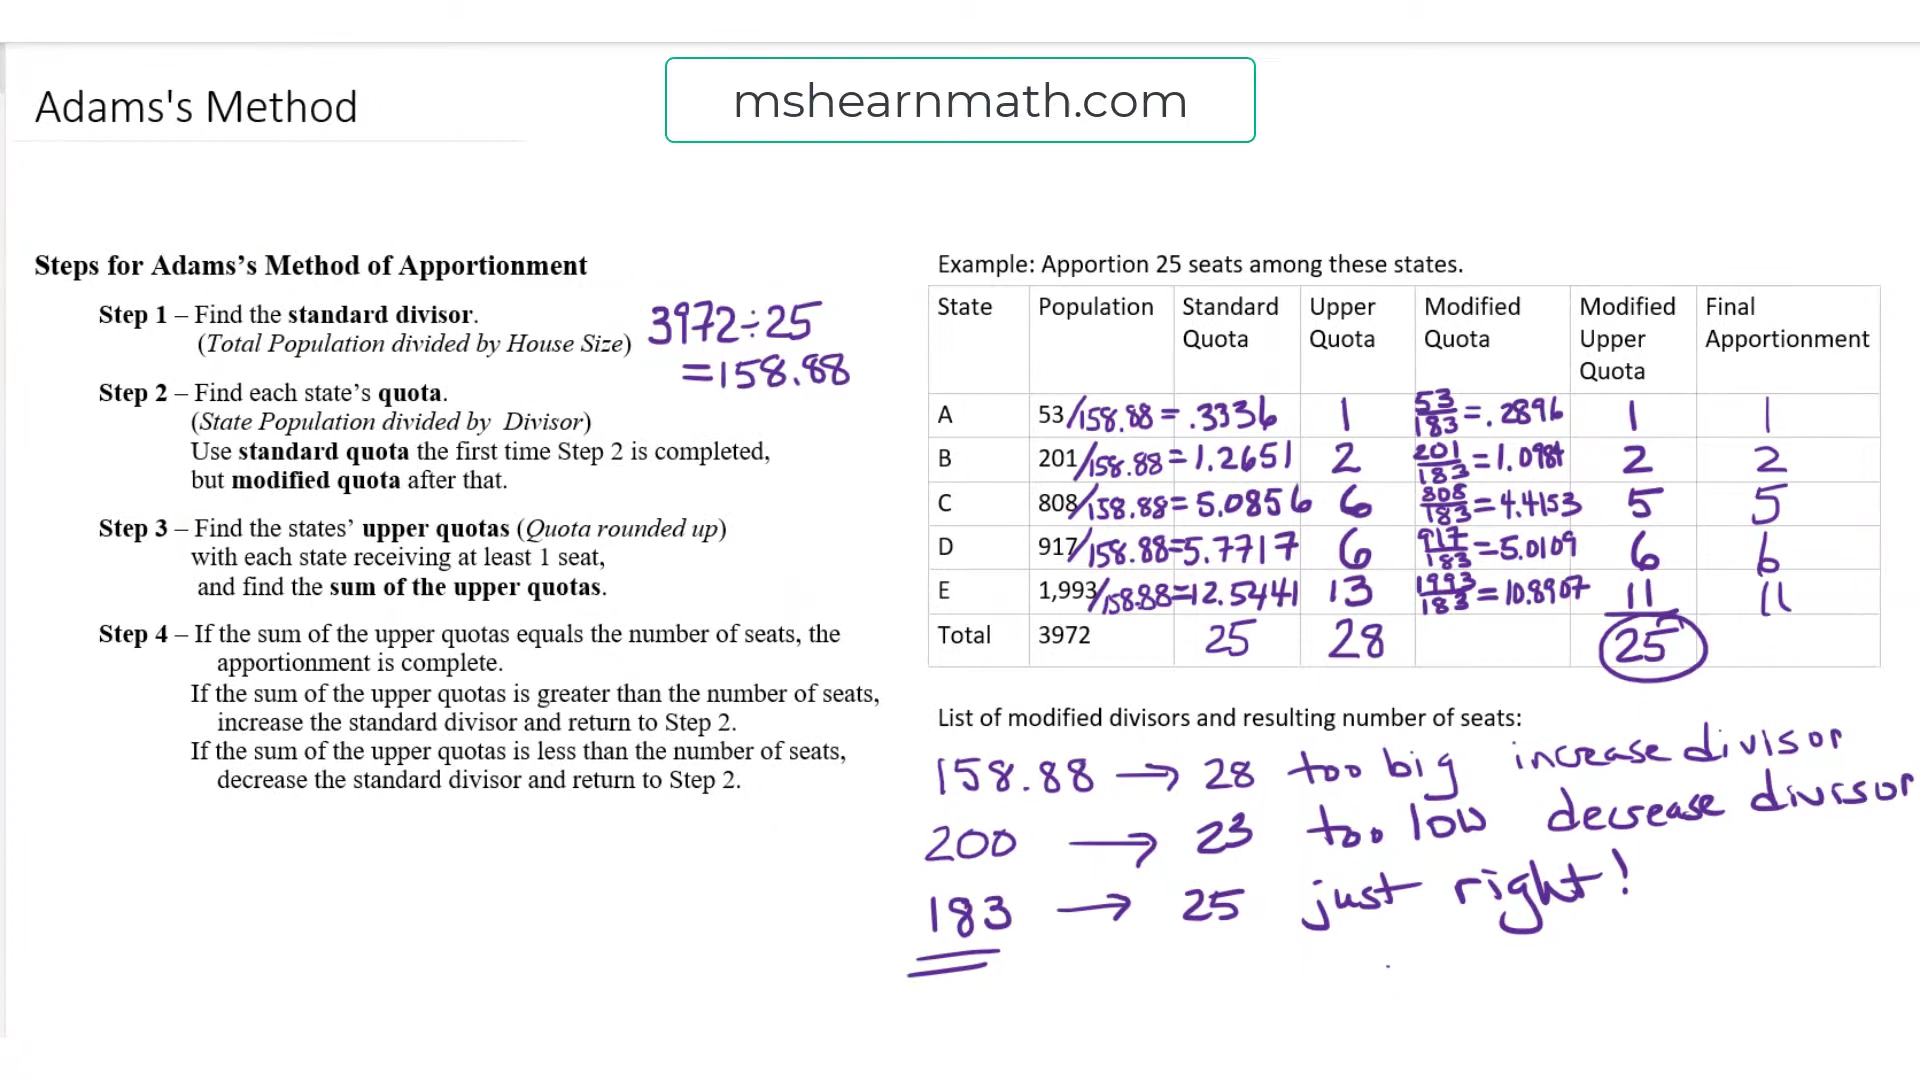 Adams's Method
mshearnmath.com
Steps for Adams’s Method of Apportionment
Step 1 – Find the standard divisor.
(Total Population divided by House Size)
3972÷25
=158.88
Step 2 – Find each state’s quota.
(State Population divided by Divisor)
Use standard quota the first time Step 2 is completed,
but modified quota after that.
Step 3 – Find the states’ upper quotas (Quota rounded up)
with each state receiving at least 1 seat,
and find the sum of the upper quotas.
Step 4 – If the sum of the upper quotas equals the number of seats, the
apportionment is complete.
If the sum of the upper quotas is greater than the number of seats,
increase the standard divisor and return to Step 2.
If the sum of the upper quotas is less than the number of seats,
decrease the standard divisor and return to Step 2.
Example: Apportion 25 seats among these states.
State Population Standard Quota Upper Quota Modified Quota Modified Upper Quota Final Apportionment
A 53/158.88 = .3336 1 53/183 = .2896 1 1
B 201/158.88 = 1.2651 2 201/183 = 1.0984 2 2
C 808/158.88 = 5.0856 6 808/183 = 4.4153 5 5
D 917/158.88 = 5.7717 6 917/183 = 5.0109 6 6
E 1,993/158.88 = 12.5441 13 1993/183 = 10.8907 11 11
Total 3972 25 28 25
List of modified divisors and resulting number of seats:
158.88 → 28 too big increase divisor
200 → 23 too low decrease divisor
183 → 25 just right!